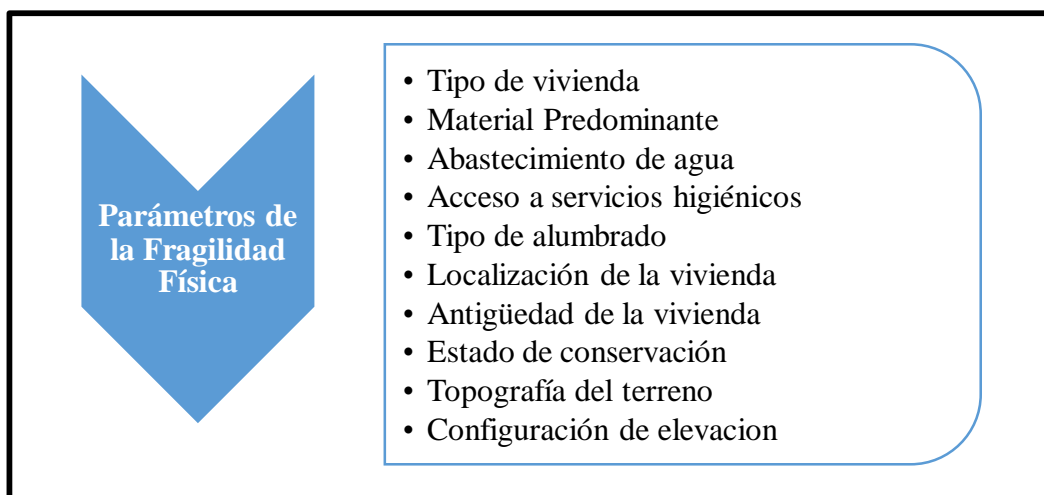 Parámetros de
la Fragilidad
Física
• Tipo de vivienda
• Material Predominante
• Abastecimiento de agua
• Acceso a servicios higiénicos
• Tipo de alumbrado
• Localización de la vivienda
• Antigüedad de la vivienda
• Estado de conservación
• Topografía del terreno
• Configuración de elevacion